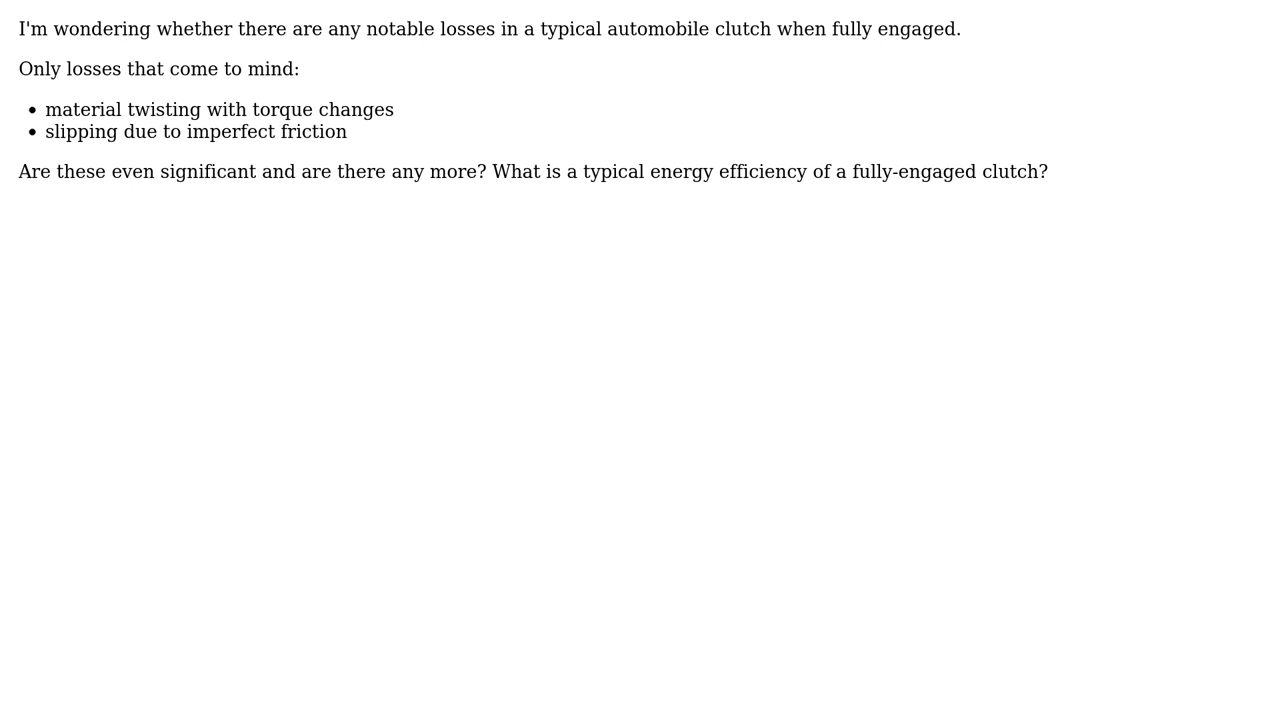 I'm wondering whether there are any notable losses in a typical automobile clutch when fully engaged.
Only losses that come to mind:
• material twisting with torque changes
• slipping due to imperfect friction
Are these even significant and are there any more? What is a typical energy efficiency of a fully-engaged clutch?